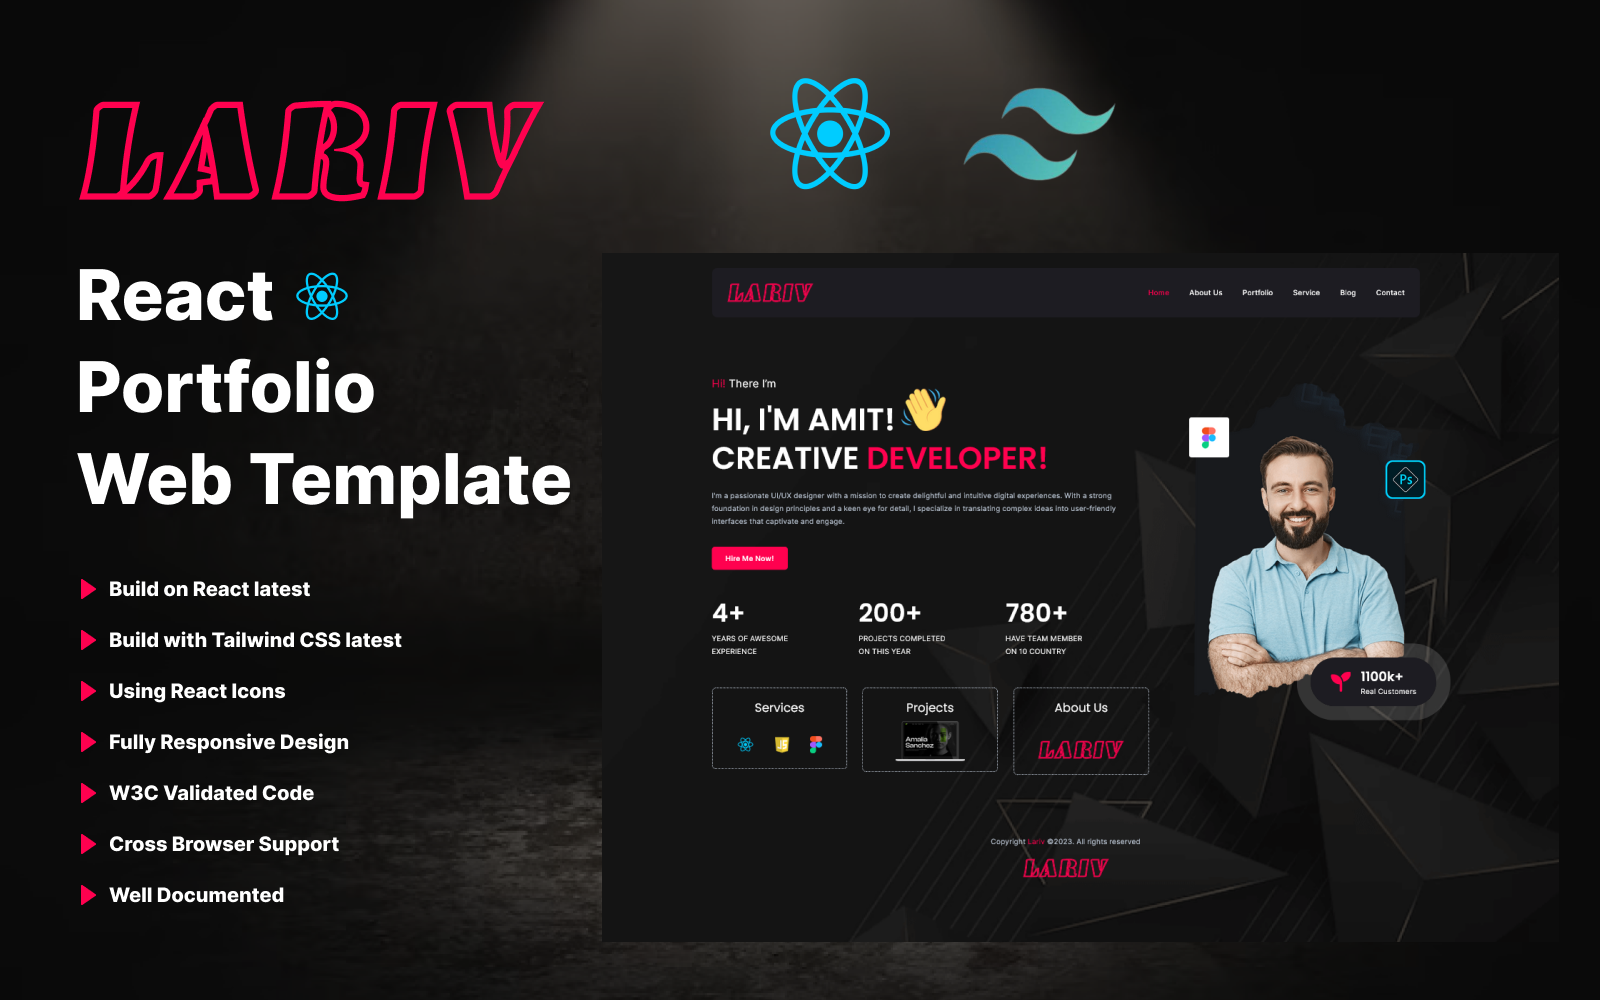 LARIV
React
Portfolio
Web Template
Build on React latest
Build with Tailwind CSS latest
Using React Icons
Fully Responsive Design
W3C Validated Code
Cross Browser Support
Well Documented
LARIV
Home About Us Portfolio Service Blog Contact
Hi! There I'm
HI, I'M AMIT!
CREATIVE DEVELOPER!
I'm a passionate UI/UX designer with a mission to create delightful and intuitive digital experiences. With a strong
foundation in design principles and a keen eye for detail, I specialize in translating complex ideas into user-friendly
interfaces that captivate and engage.
Hire Me Now!
4+ 200+ 780+
YEARS OF AWESOME PROJECTS COMPLETED HAVE TEAM MEMBER
EXPERIENCE ON THIS YEAR ON 10 COUNTRY
Ps
1100k+
Real Customers
Services Projects About Us
JS
Amalia
Sanchez
LARIV
Copyright Lariv ©2023. All rights reserved
LARIV